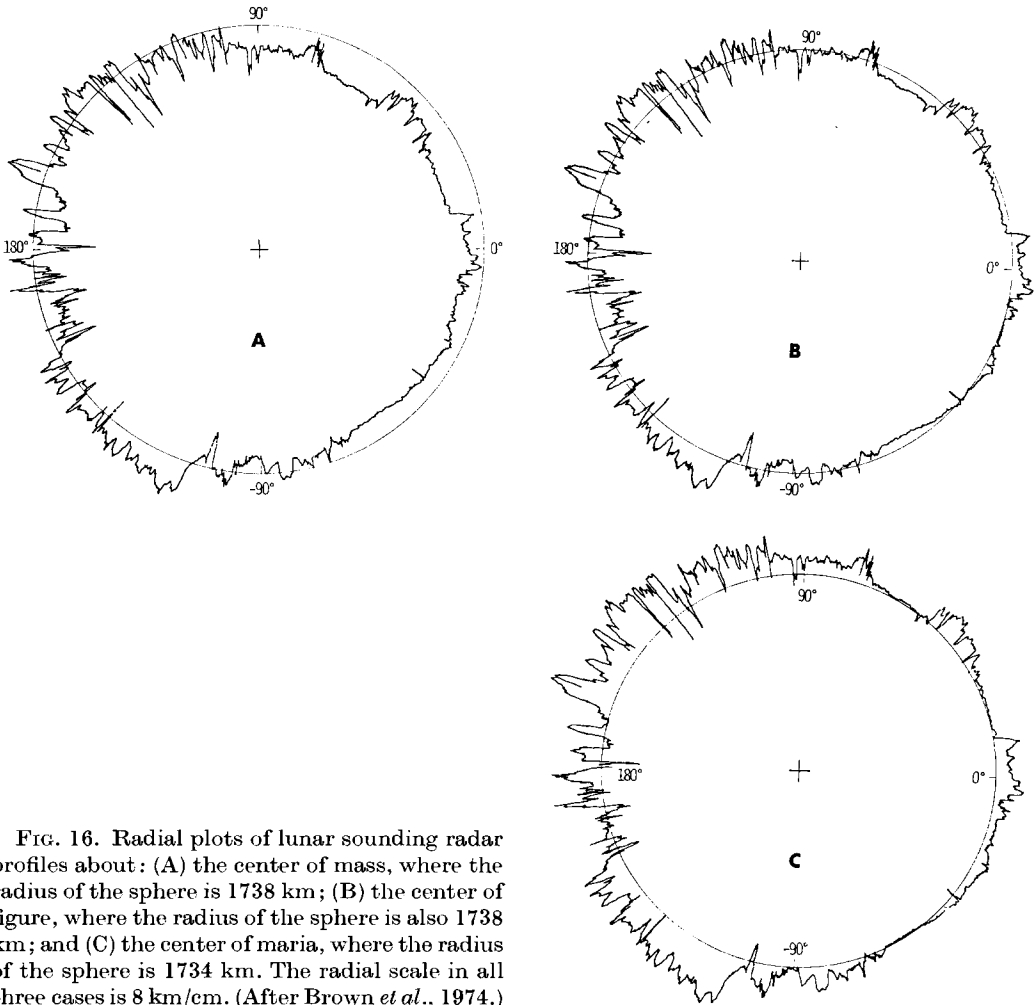 90°
180°
0°
A
-90°
90°
180°
0°
B
-90°
90°
180°
0°
C
-90°
FIG. 16. Radial plots of lunar sounding radar
profiles about: (A) the center of mass, where the
radius of the sphere is 1738 km; (B) the center of
figure, where the radius of the sphere is also 1738
km; and (C) the center of maria, where the radius
of the sphere is 1734 km. The radial scale in all
three cases is 8 km/cm. (After Brown et al.. 1974.)